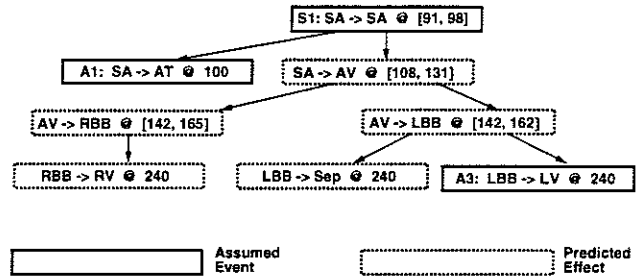 S1: SA -> SA @ [91, 98]
A1: SA -> AT @ 100
SA -> AV @ [108, 131]
AV -> RBB @ [142, 165]
AV -> LBB @ [142, 162]
RBB -> RV @ 240
LBB -> Sep @ 240
A3: LBB -> LV @ 240
Assumed
Event
Predicted
Effect